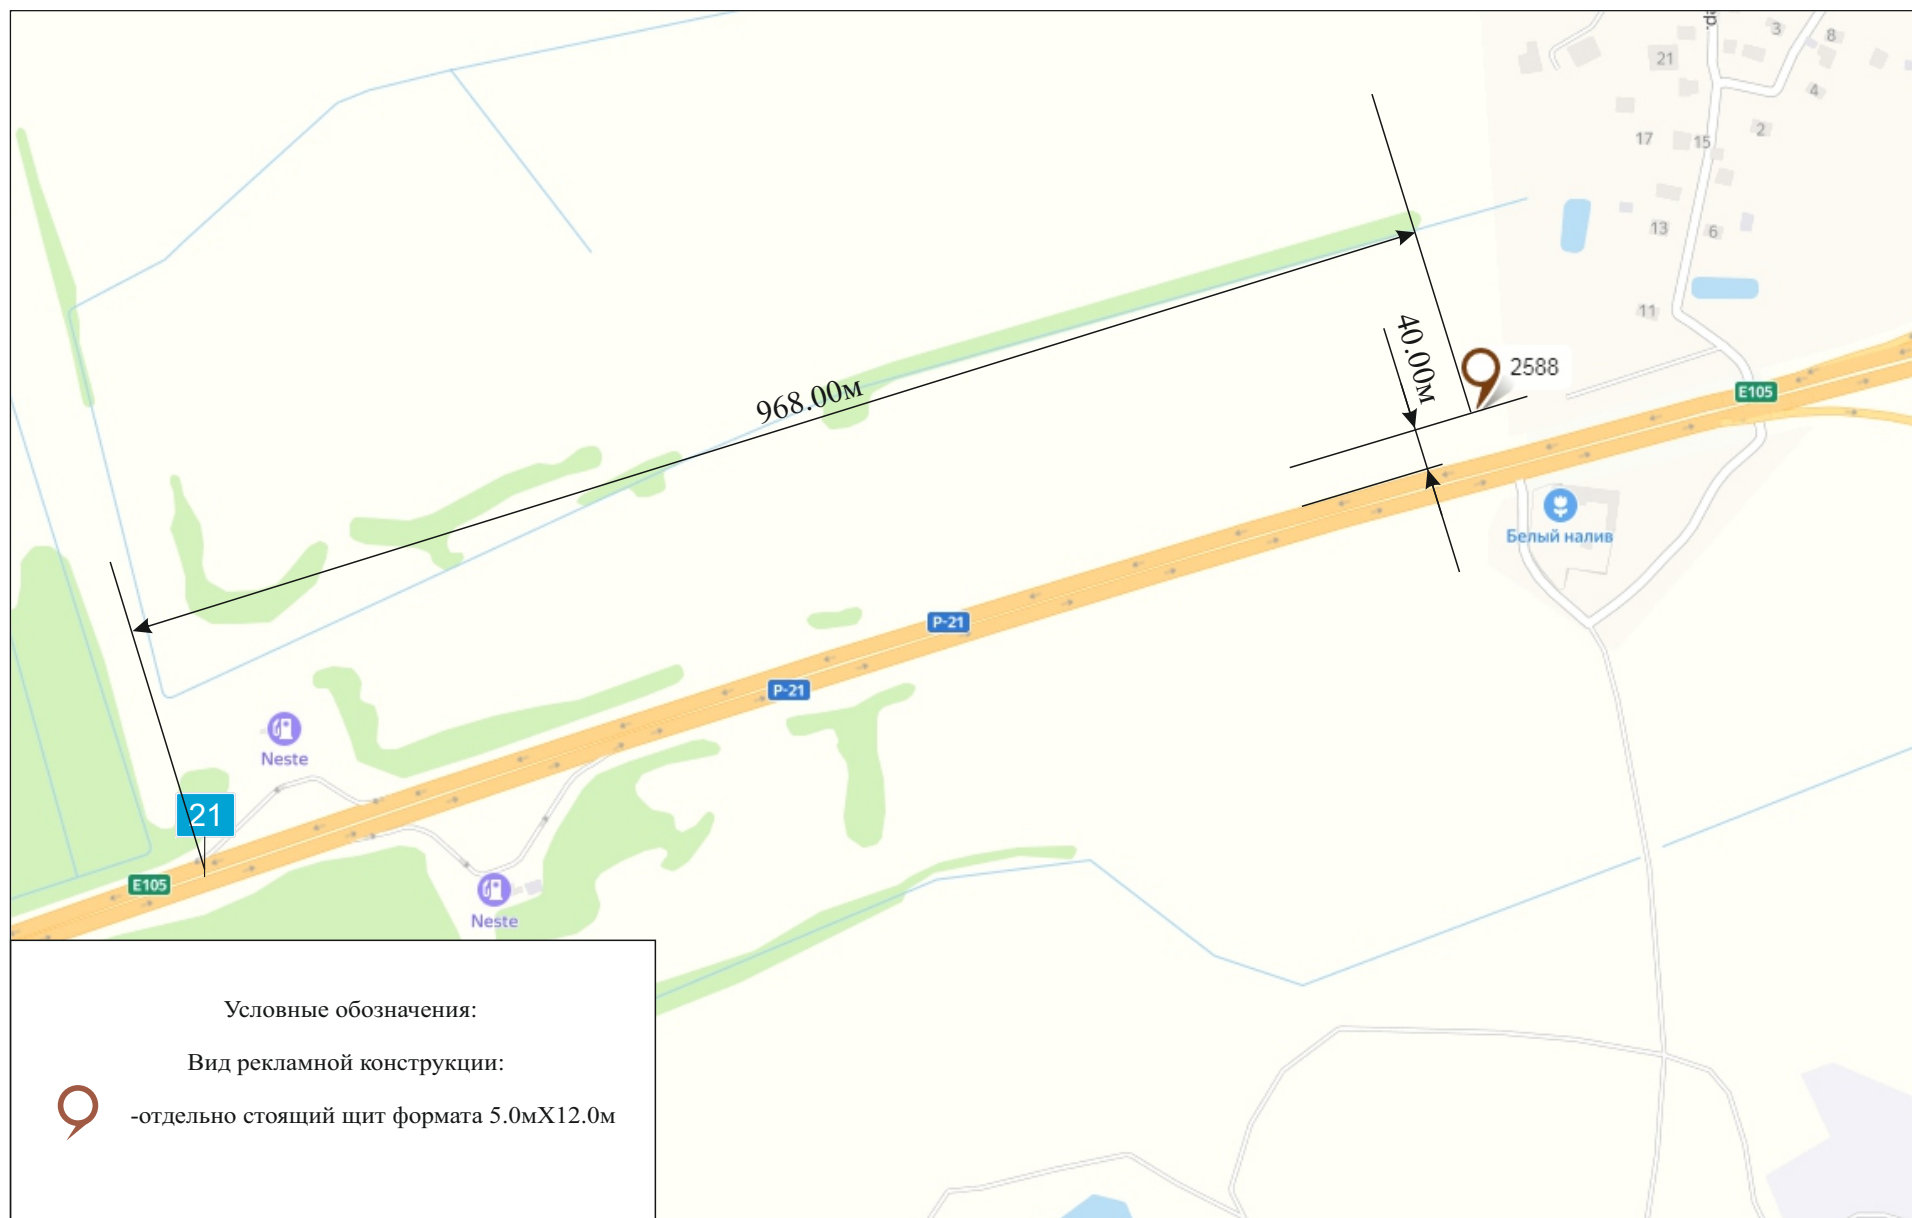 р.
3
8
21
4
2
17
15
13
6
11
40.00м
2588
968.00м
E105
Белый налив
Р-21
Р-21
Neste
21
E105
Neste
Условные обозначения:
Вид рекламной конструкции:
-отдельно стоящий щит формата 5.0мХ12.0м